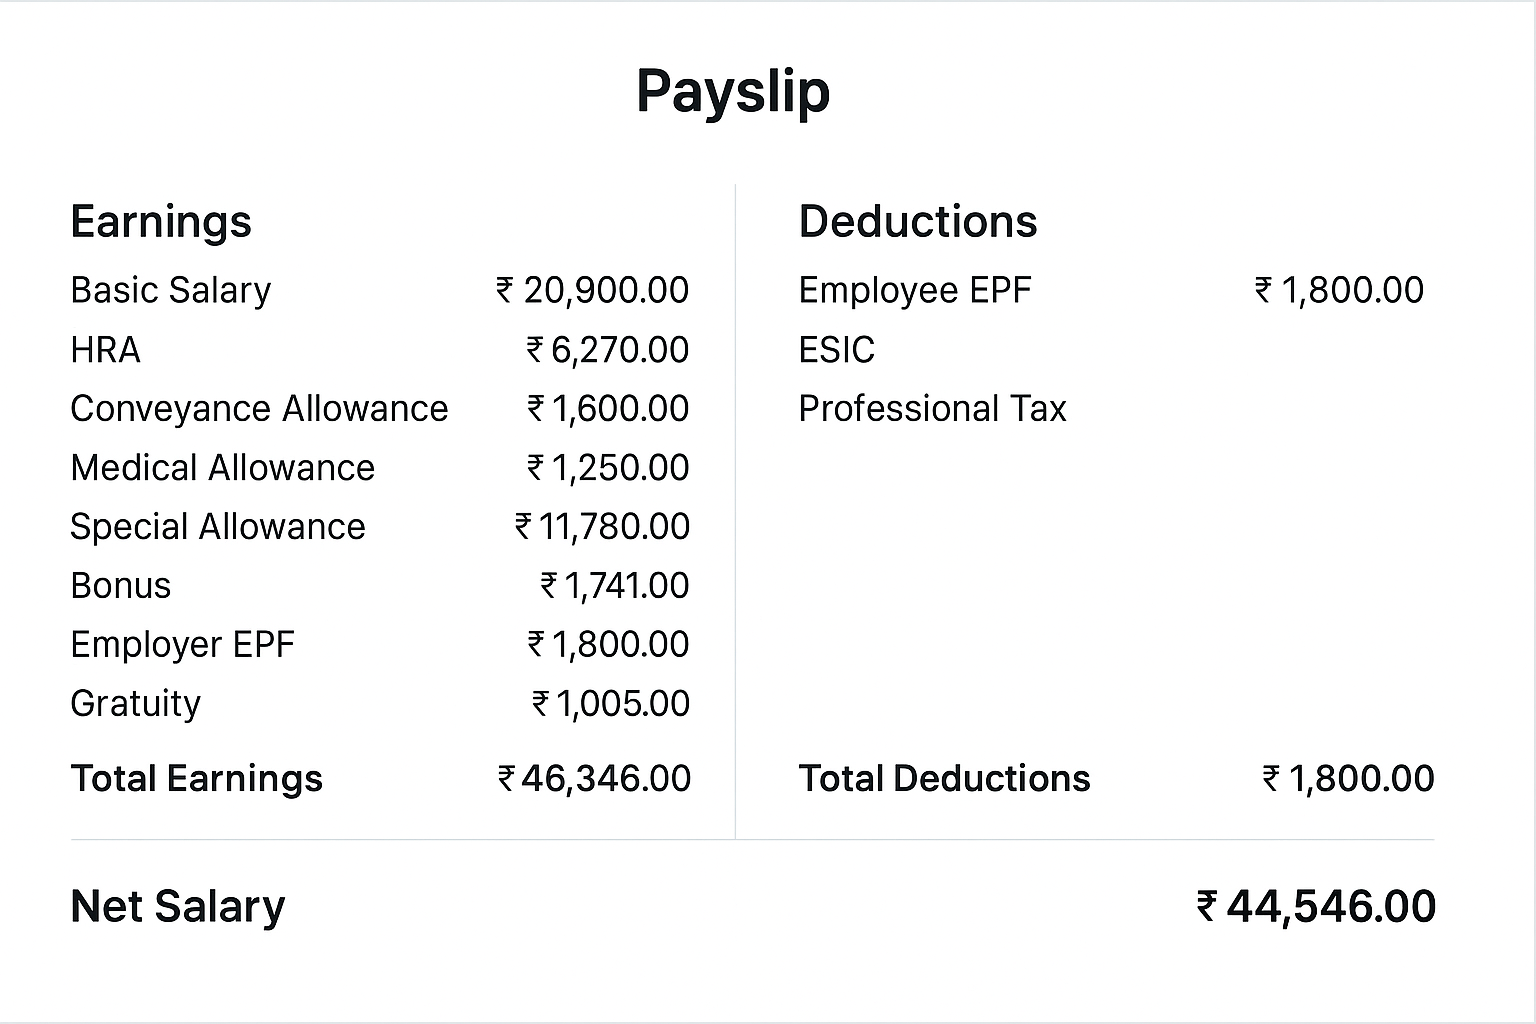 Payslip
Earnings
Basic Salary ₹ 20,900.00
HRA ₹ 6,270.00
Conveyance Allowance ₹ 1,600.00
Medical Allowance ₹ 1,250.00
Special Allowance ₹ 11,780.00
Bonus ₹ 1,741.00
Employer EPF ₹ 1,800.00
Gratuity ₹ 1,005.00
Total Earnings ₹ 46,346.00
Deductions
Employee EPF ₹ 1,800.00
ESIC
Professional Tax
Total Deductions ₹ 1,800.00
Net Salary ₹ 44,546.00